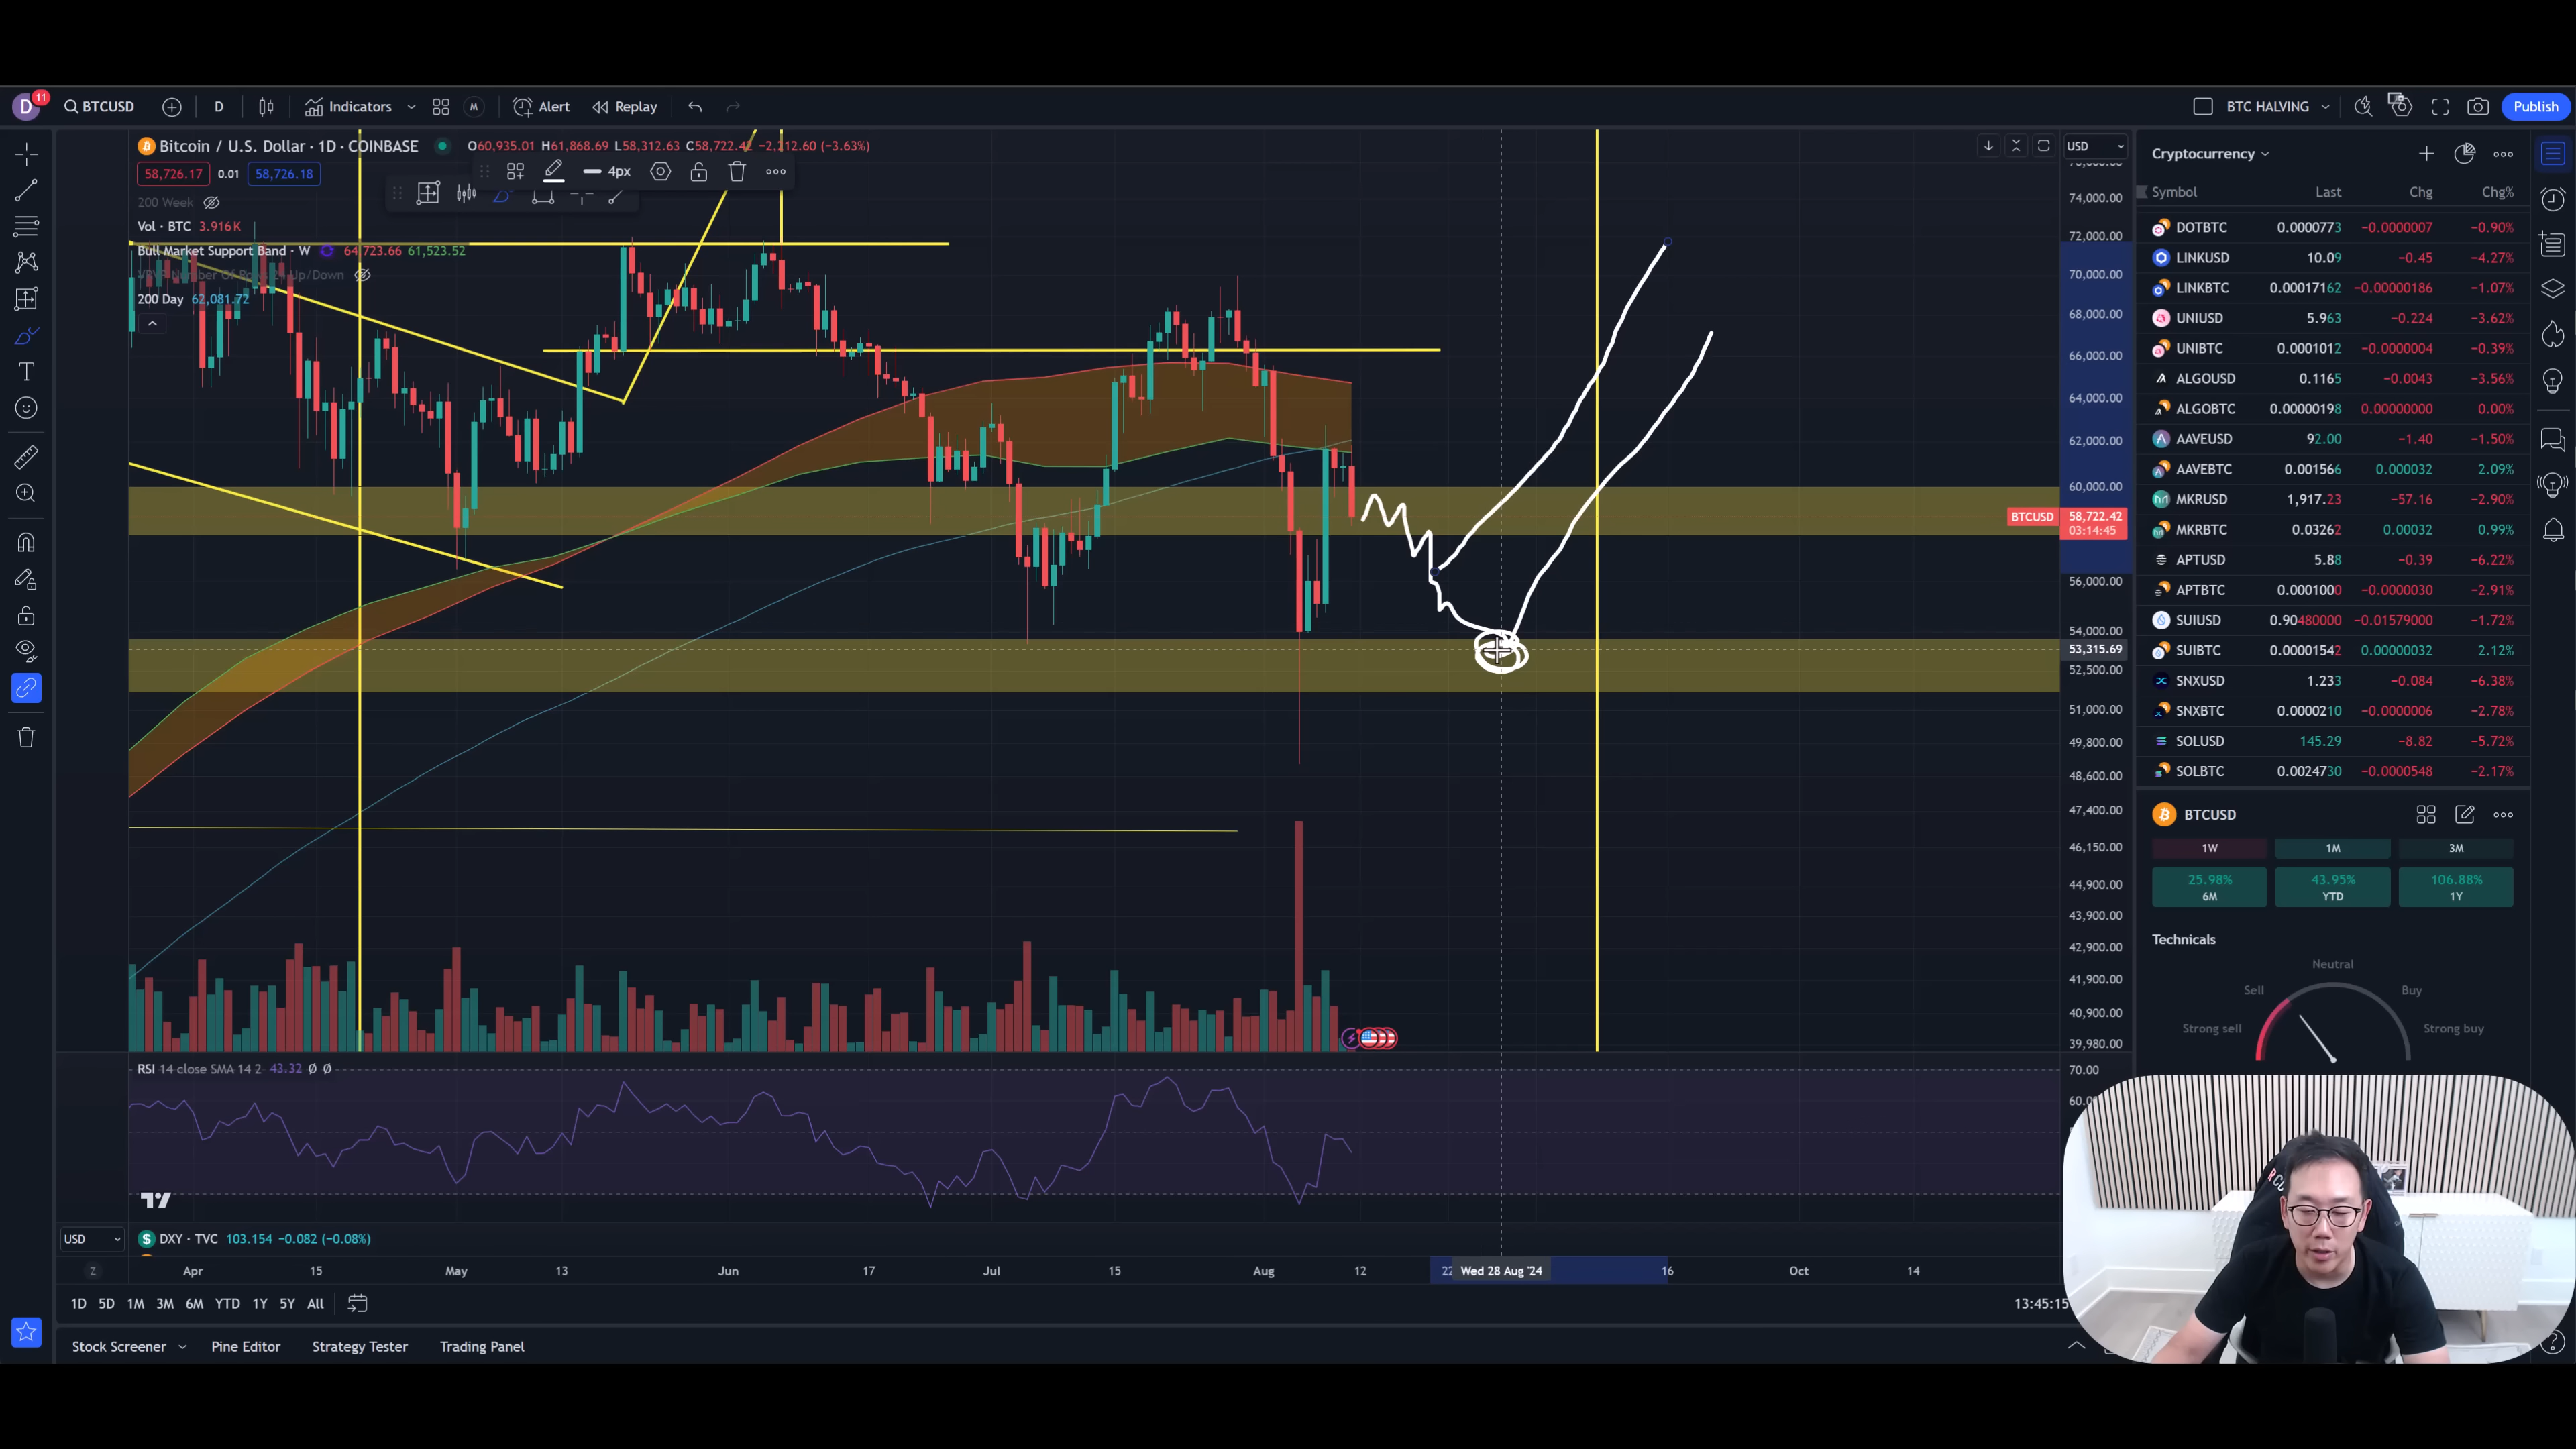 D 11 BTCUSD D Indicators M Alert Replay BTC HALVING Publish
Bitcoin / U.S. Dollar · 1D · COINBASE O60,935.01 H61,868.69 L58,312.63 C58,722.42 −2,212.60 (−3.63%)
58,726.17 0.01 58,726.18
4px
200 Week
Vol · BTC 3.916K
Bull Market Support Band · W 64,723.66 61,523.52
200 Day 62,081.72
USD
74,000.00
72,000.00
70,000.00
68,000.00
66,000.00
64,000.00
62,000.00
60,000.00
BTCUSD 58,722.42
03:14:45
56,000.00
54,000.00
53,315.69
52,500.00
51,000.00
49,800.00
48,600.00
47,400.00
46,150.00
44,900.00
43,900.00
42,900.00
41,900.00
40,900.00
39,980.00
RSI 14 close SMA 14 2 43.32 Ø Ø
70.00
60.0
USD DXY · TVC 103.154 −0.082 (−0.08%)
Z Apr 15 May 13 Jun 17 Jul 15 Aug 12 22 Wed 28 Aug '24 16 Oct 14
1D 5D 1M 3M 6M YTD 1Y 5Y All 13:45:15
Stock Screener Pine Editor Strategy Tester Trading Panel
Cryptocurrency
Symbol Last Chg Chg%
DOTBTC 0.0000773 −0.0000007 −0.90%
LINKUSD 10.09 −0.45 −4.27%
LINKBTC 0.00017162 −0.00000186 −1.07%
UNIUSD 5.963 −0.224 −3.62%
UNIBTC 0.0001012 −0.0000004 −0.39%
ALGOUSD 0.1165 −0.0043 −3.56%
ALGOBTC 0.00000198 0.00000000 0.00%
AAVEUSD 92.00 −1.40 −1.50%
AAVEBTC 0.001566 0.000032 2.09%
MKRUSD 1,917.23 −57.16 −2.90%
MKRBTC 0.03262 0.00032 0.99%
APTUSD 5.88 −0.39 −6.22%
APTBTC 0.0001000 −0.0000030 −2.91%
SUIUSD 0.90480000 −0.01579000 −1.72%
SUIBTC 0.00001542 0.00000032 2.12%
SNXUSD 1.233 −0.084 −6.38%
SNXBTC 0.0000210 −0.0000006 −2.78%
SOLUSD 145.29 −8.82 −5.72%
SOLBTC 0.0024730 −0.0000548 −2.17%
BTCUSD
1W 1M 3M
25.98% 43.95% 106.88%
6M YTD 1Y
Technicals
Neutral
Sell Buy
Strong sell Strong buy